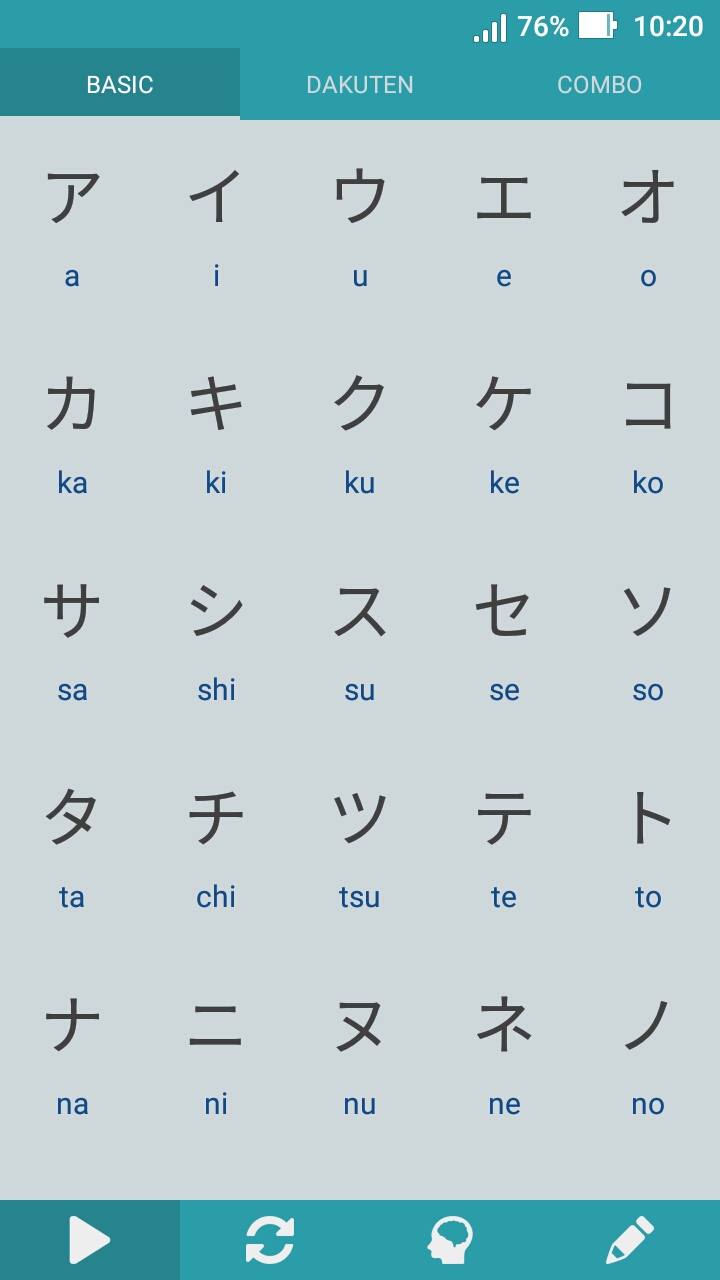 76% 10:20
BASIC DAKUTEN COMBO
ア イ ウ エ オ
a i u e o
カ キ ク ケ コ
ka ki ku ke ko
サ シ ス セ ソ
sa shi su se so
タ チ ツ テ ト
ta chi tsu te to
ナ ニ ヌ ネ ノ
na ni nu ne no